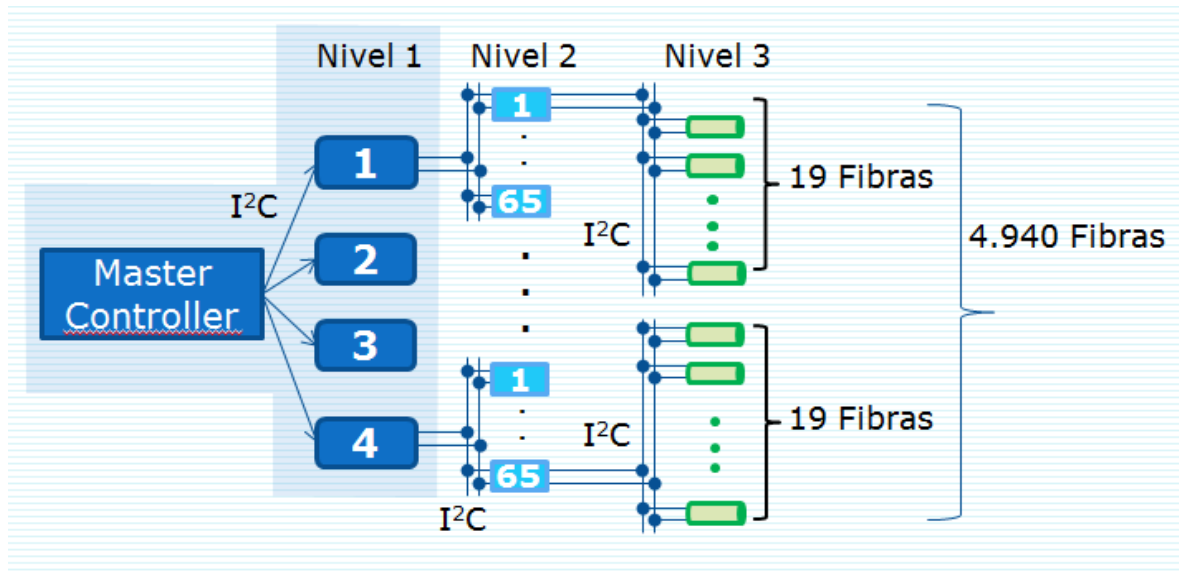 Nivel 1 Nivel 2 Nivel 3
1
1
65
I²C
19 Fibras
I²C
2
4.940 Fibras
Master
Controller
3
1
4
I²C
19 Fibras
65
I²C